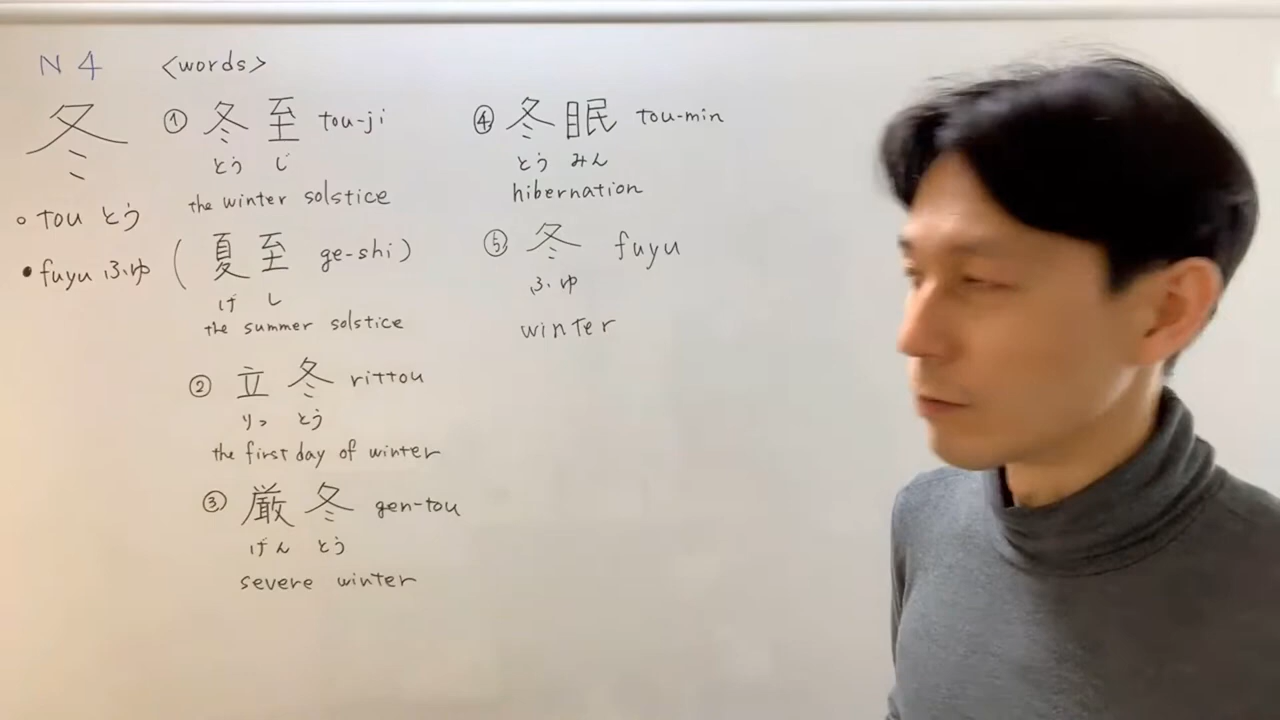 N4 <words>
冬
○ tou とう
● fuyu ふゆ
① 冬至 tou-ji
とう じ
the winter solstice
(夏至 ge-shi)
げ し
the summer solstice
② 立冬 rittou
りっ とう
the first day of winter
③ 厳冬 gen-tou
げん とう
severe winter
④ 冬眠 tou-min
とう みん
hibernation
⑤ 冬 fuyu
ふゆ
winter